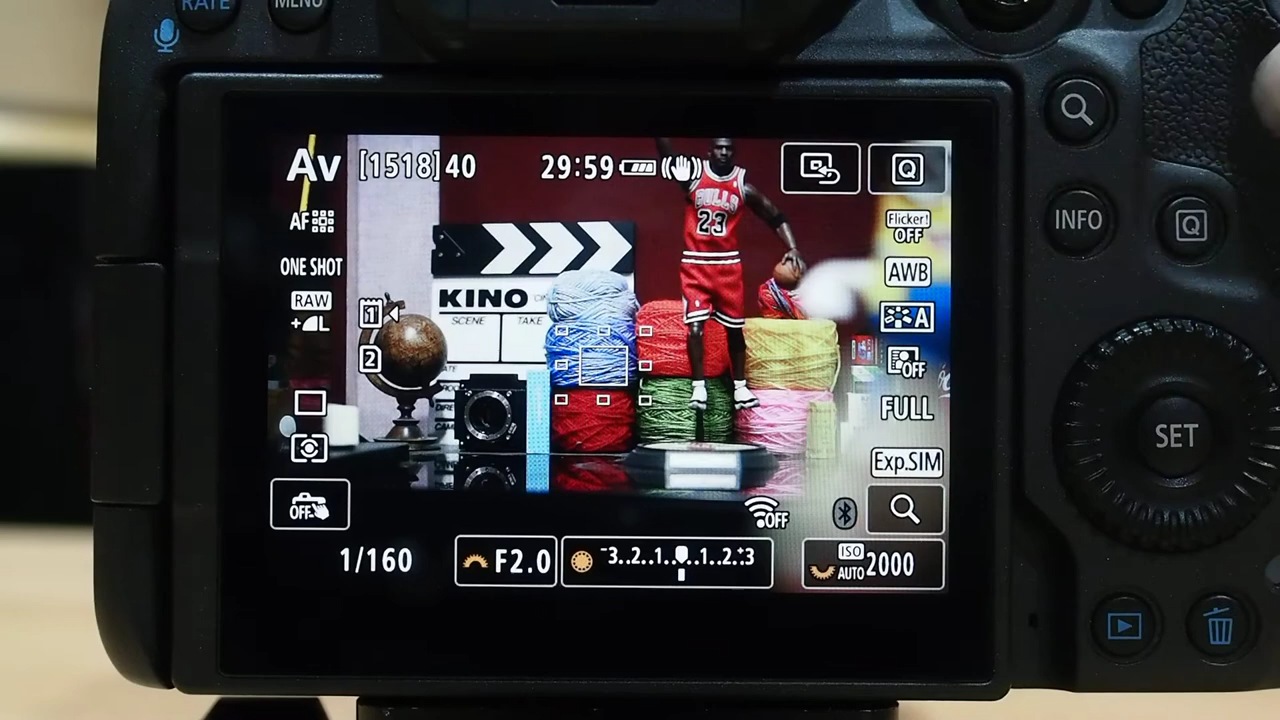 RATE
MENU
Av [1518]40 29:59
Q
AF
INFO
Q
Flicker!
OFF
BULLS
23
ONE SHOT
AWB
RAW
+L
1
KINO
SCENE TAKE
A
2
OFF
FULL
SET
Exp.SIM
OFF
OFF
1/160 F2.0 -3..2..1..●..1..2.+3 ISO AUTO 2000